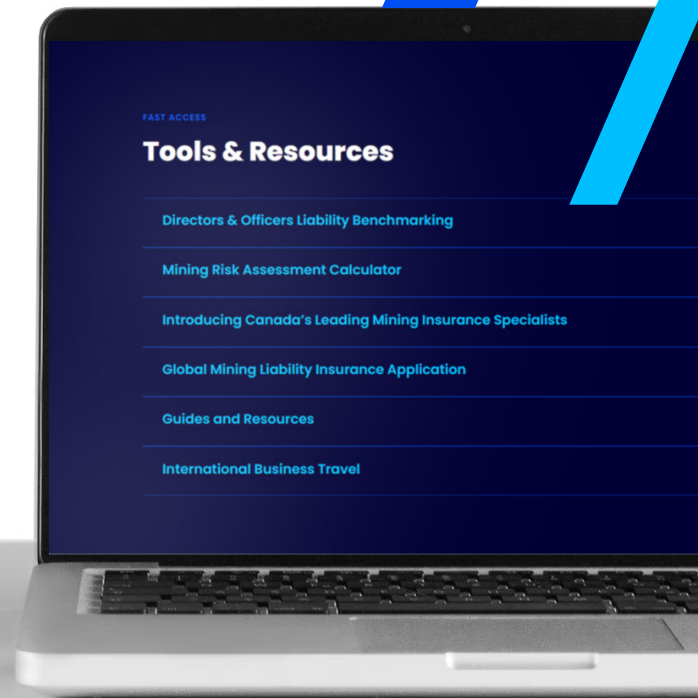 FAST ACCESS
Tools & Resources
Directors & Officers Liability Benchmarking
Mining Risk Assessment Calculator
Introducing Canada's Leading Mining Insurance Specialists
Global Mining Liability Insurance Application
Guides and Resources
International Business Travel